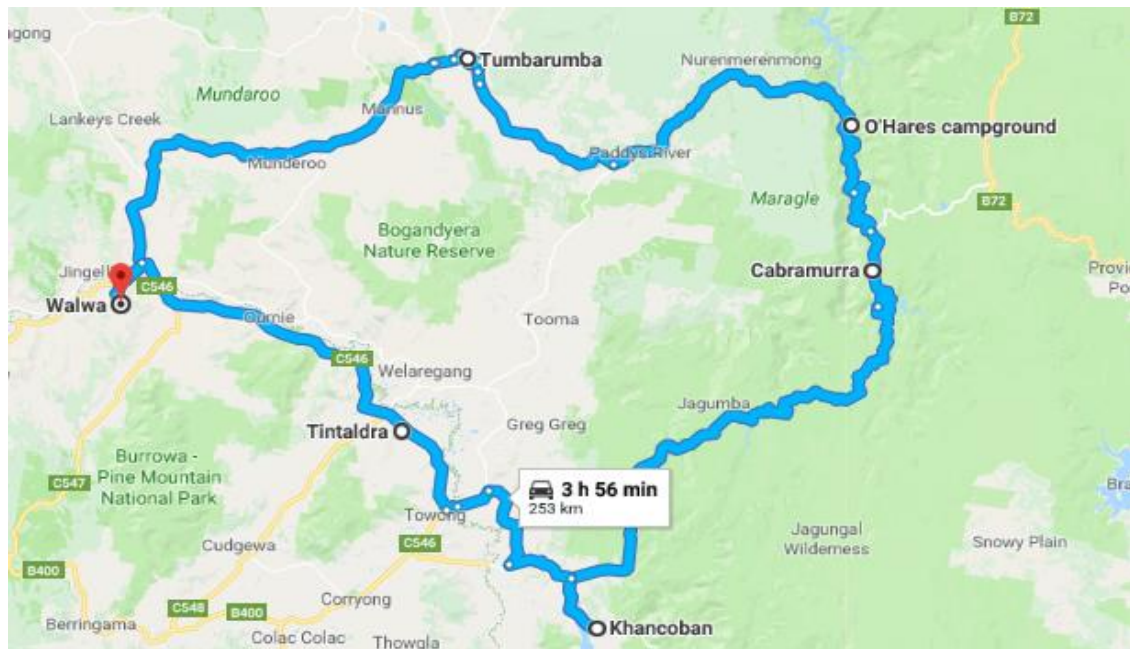 agong
Tumbarumba
B72
Mundaroo
Nurenmerenmong
Lankeys Creek
Mannus
O'Hares campground
Munderoo
Paddys River
Maragle
B72
Bogandyera
Nature Reserve
Jingell
C546
Cabramurra
Walwa
Ournie
Tooma
C546
Welaregang
Jagumba
Tintaldra
Greg Greg
Burrowa -
Pine Mountain
National Park
C547
3 h 56 min
253 km
Towong
C546
Jagungal
Wilderness
Snowy Plain
Cudgewa
B400
C548
B400
Corryong
Berringama
Colac Colac
Thowgla
Khancoban
Provi
Po
Bra